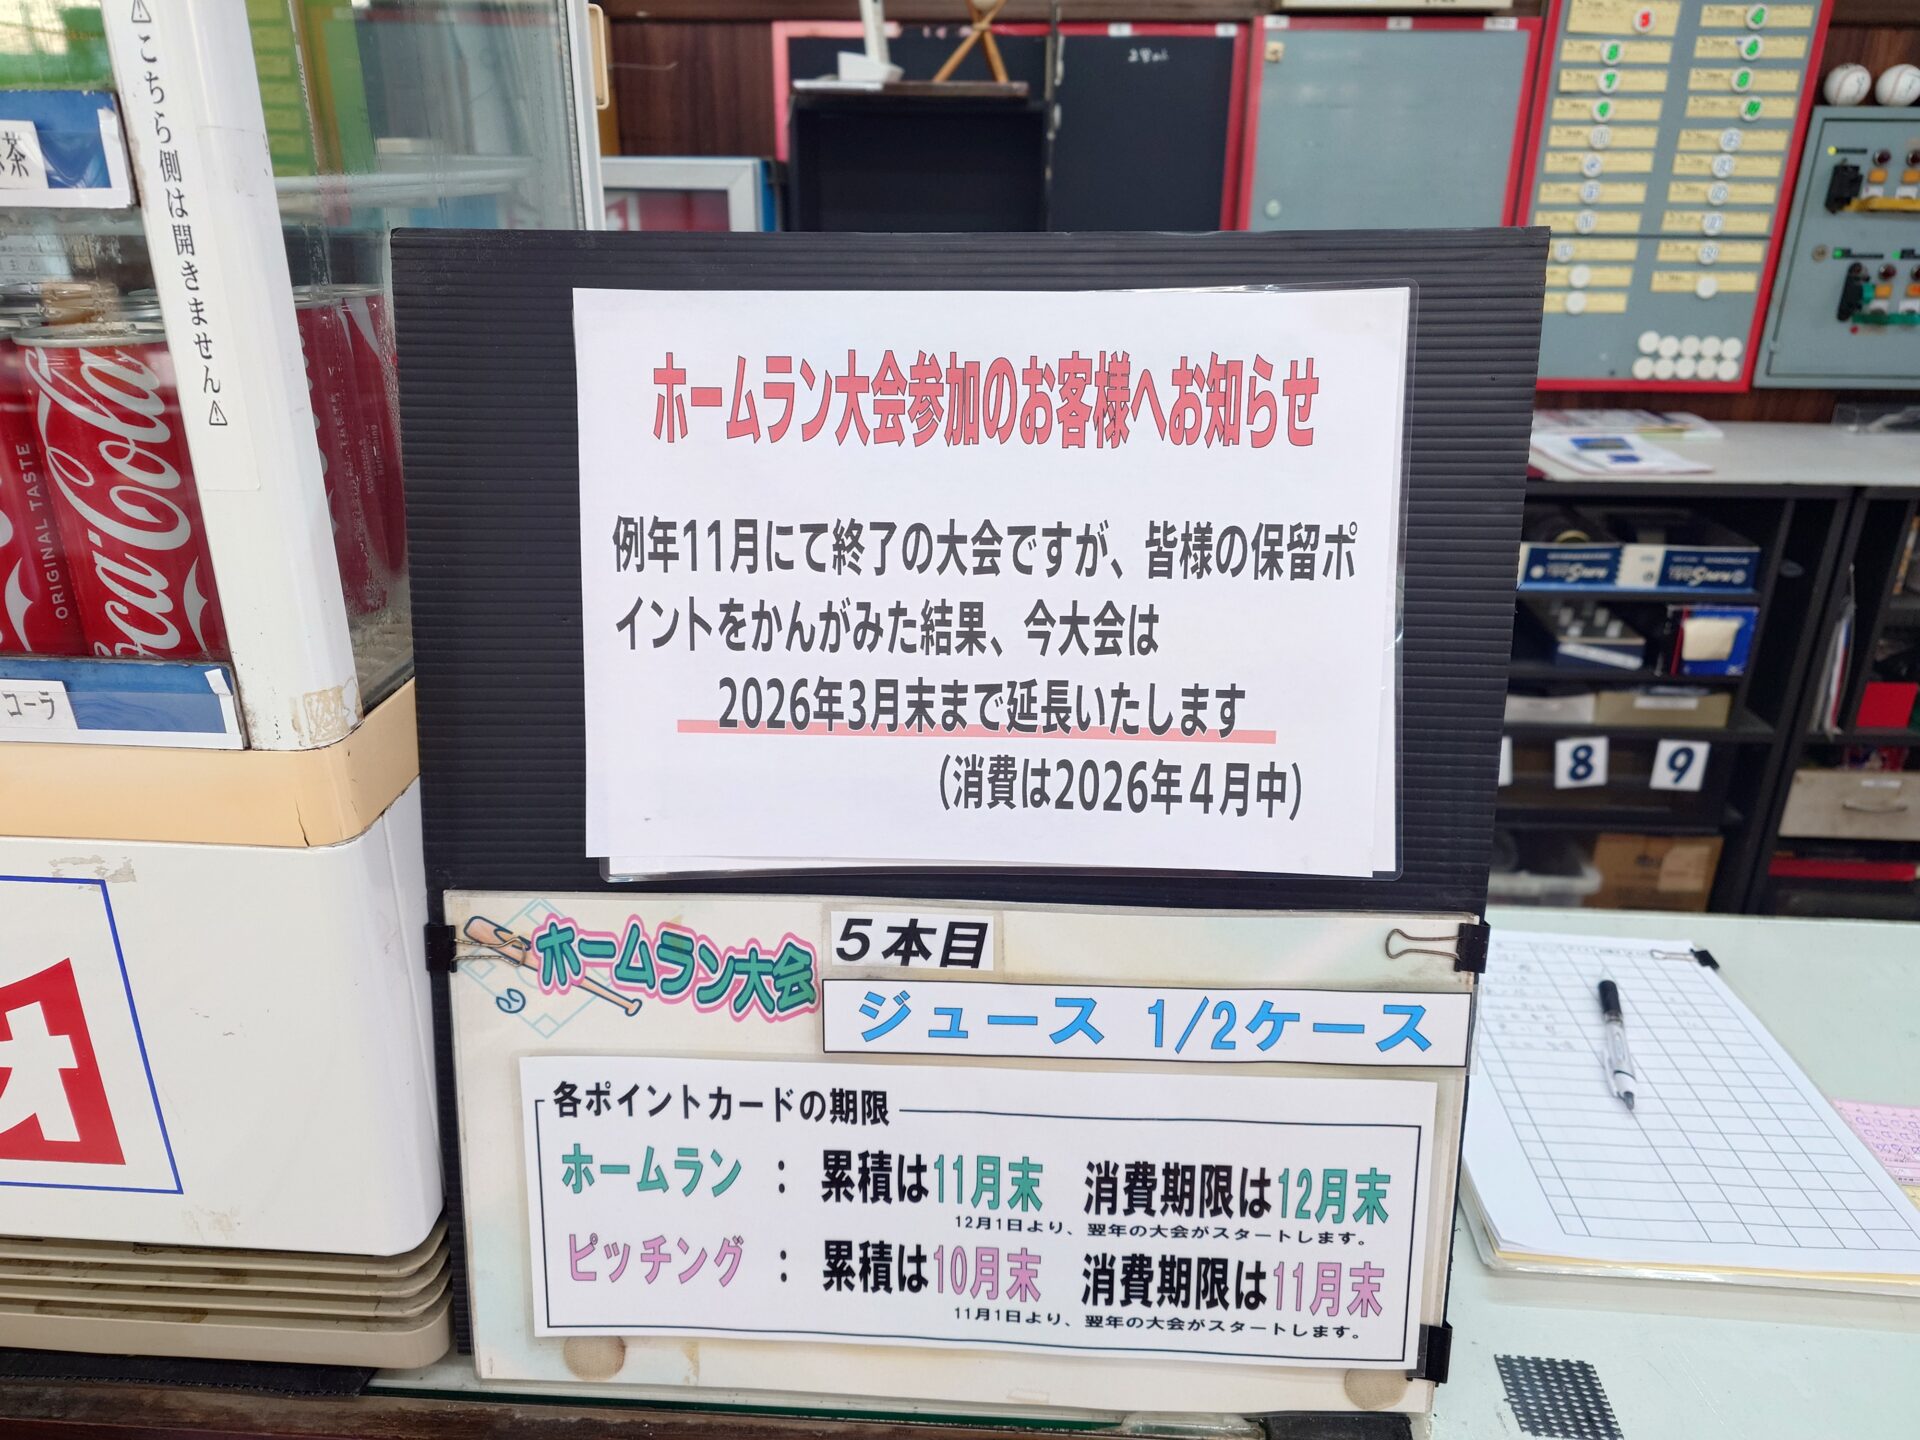 ⚠こちら側は開きません⚠
茶
Coca-Cola
ORIGINAL TASTE
コーラ
ホームラン大会参加のお客様へお知らせ
例年11月にて終了の大会ですが、皆様の保留ポ
イントをかんがみた結果、今大会は
2026年3月末まで延長いたします
(消費は2026年４月中)
ホームラン大会
５本目
ジュース 1/2ケース
各ポイントカードの期限
ホームラン : 累積は11月末 消費期限は12月末
12月1日より、翌年の大会がスタートします。
ピッチング : 累積は10月末 消費期限は11月末
11月1日より、翌年の大会がスタートします。
8
9